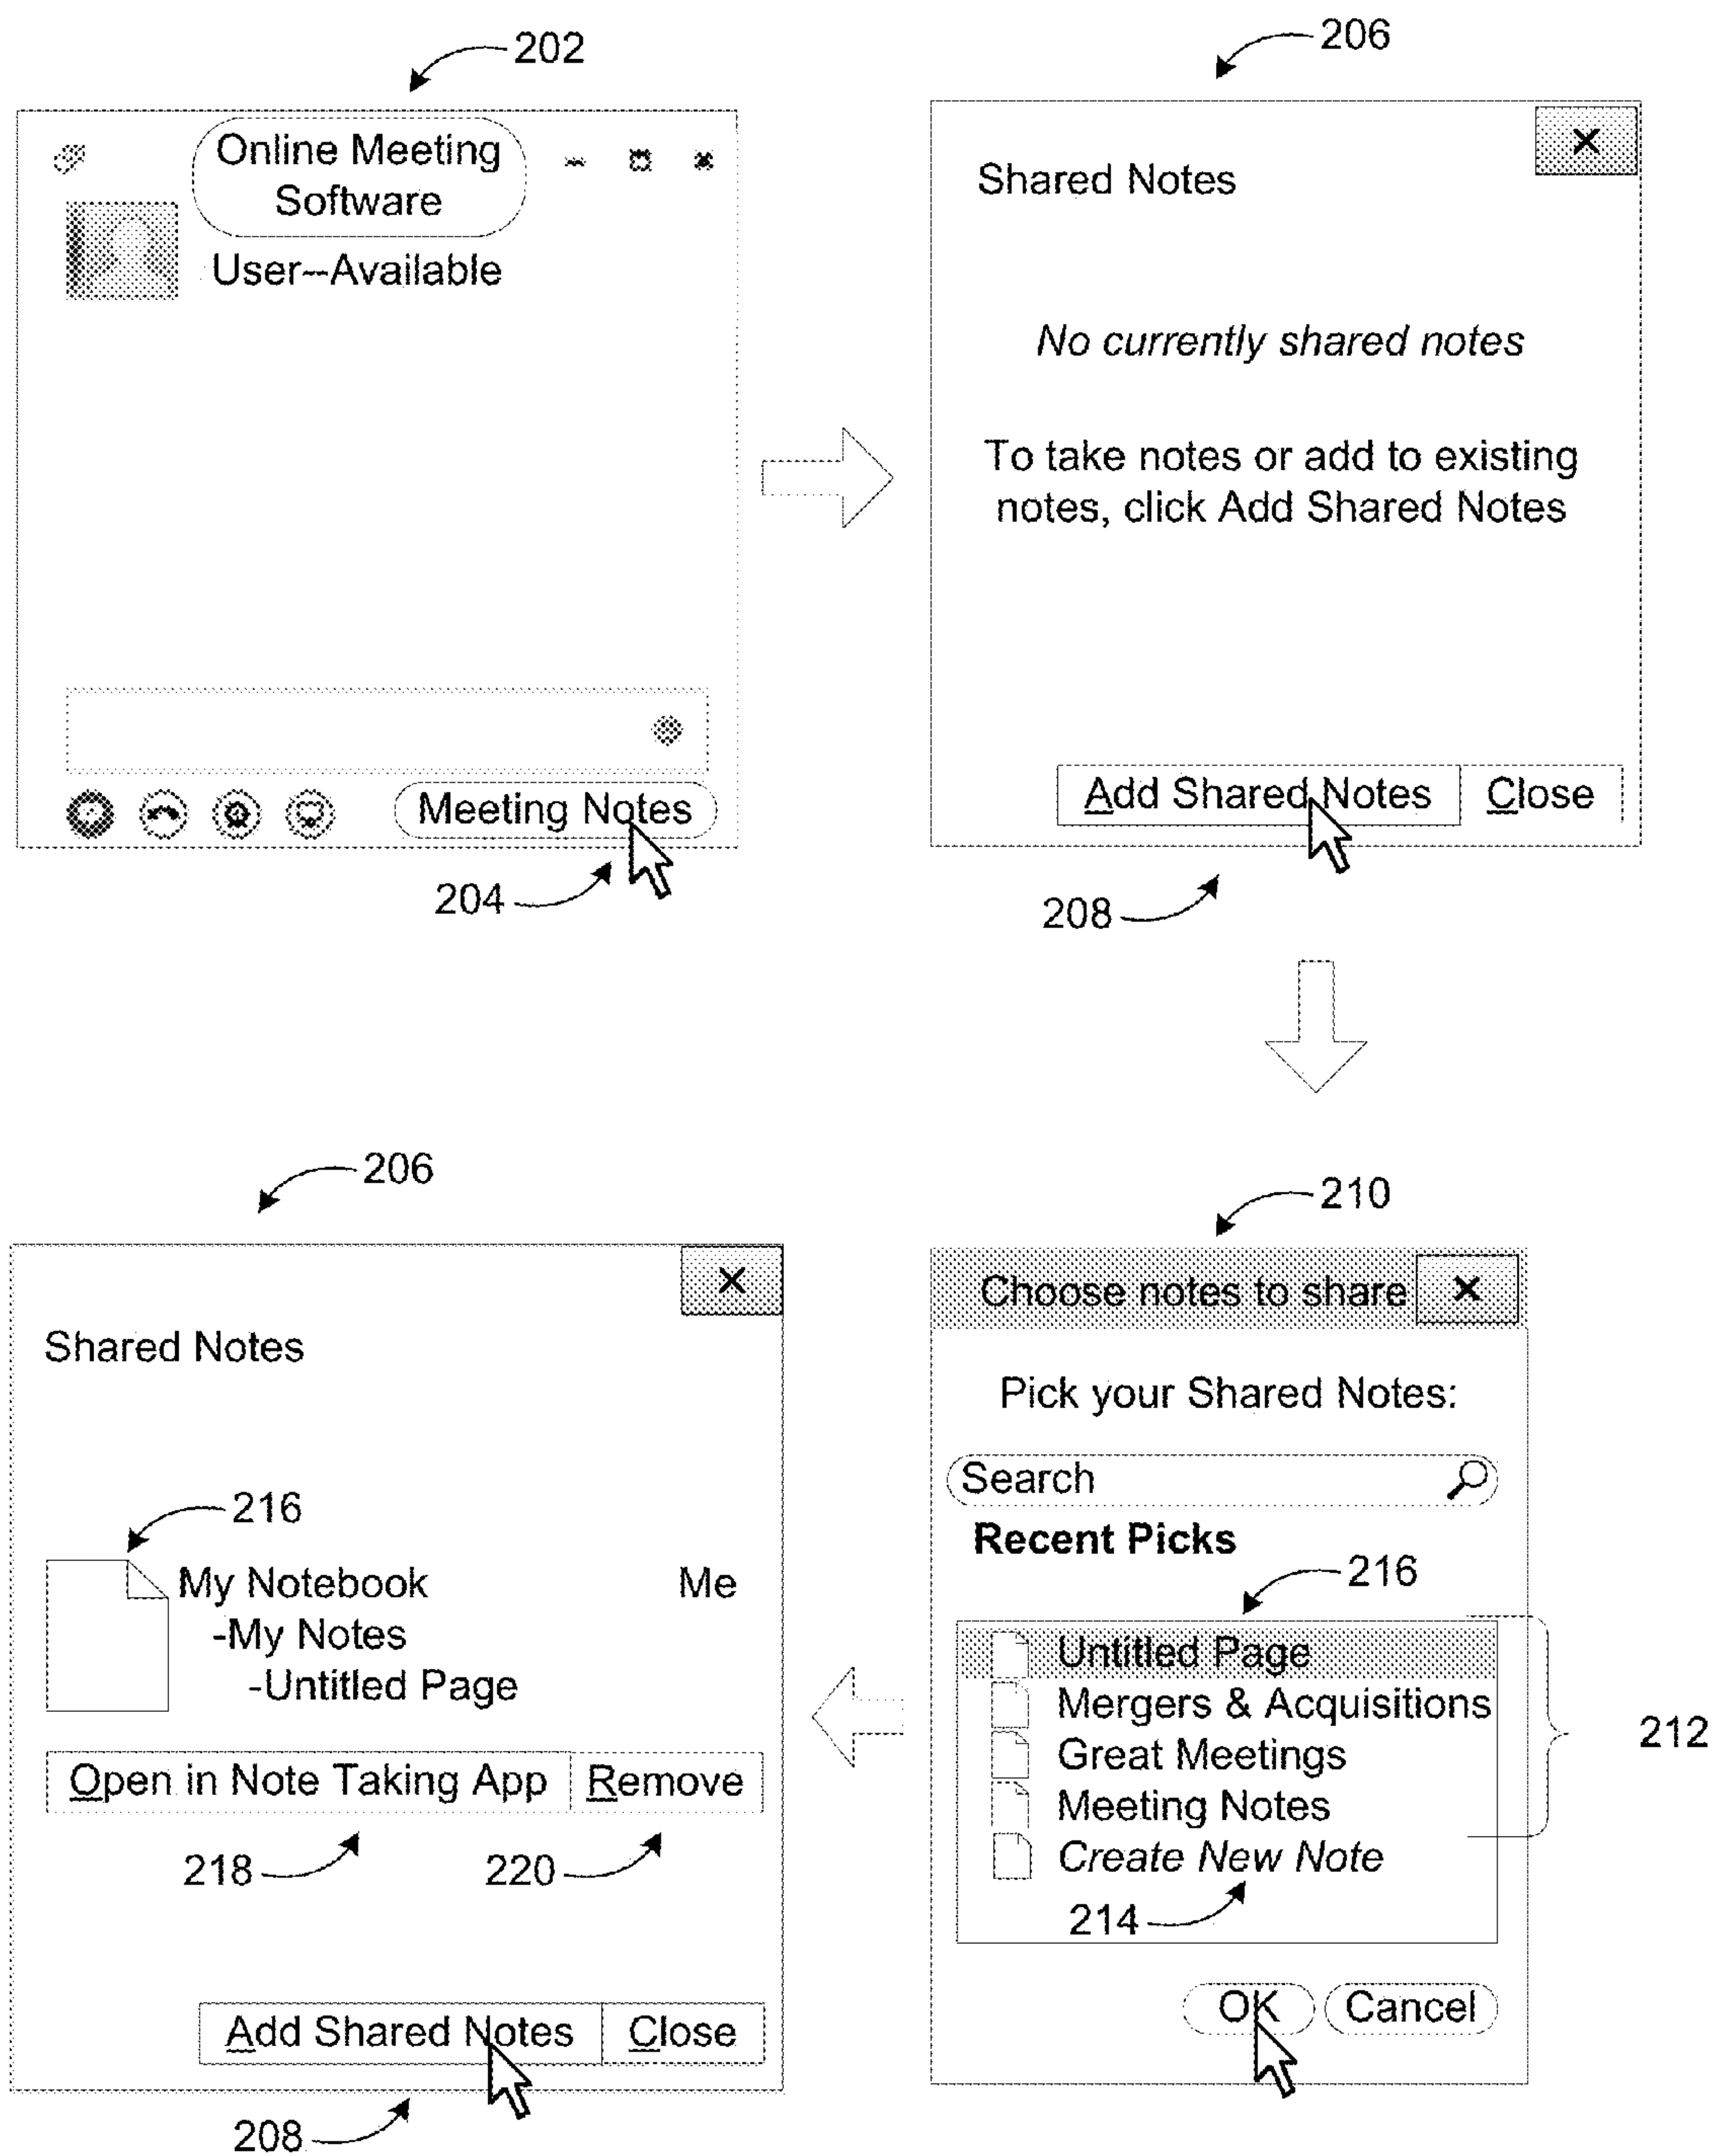 202
Online Meeting
Software
User--Available
Meeting Notes
204
206
X
Shared Notes
No currently shared notes
To take notes or add to existing
notes, click Add Shared Notes
Add Shared Notes
Close
208
210
Choose notes to share
X
Pick your Shared Notes:
Search
Recent Picks
216
Untitled Page
Mergers & Acquisitions
Great Meetings
Meeting Notes
Create New Note
212
214
OK
Cancel
206
X
Shared Notes
216
My Notebook
Me
-My Notes
-Untitled Page
Open in Note Taking App
Remove
218
220
Add Shared Notes
Close
208